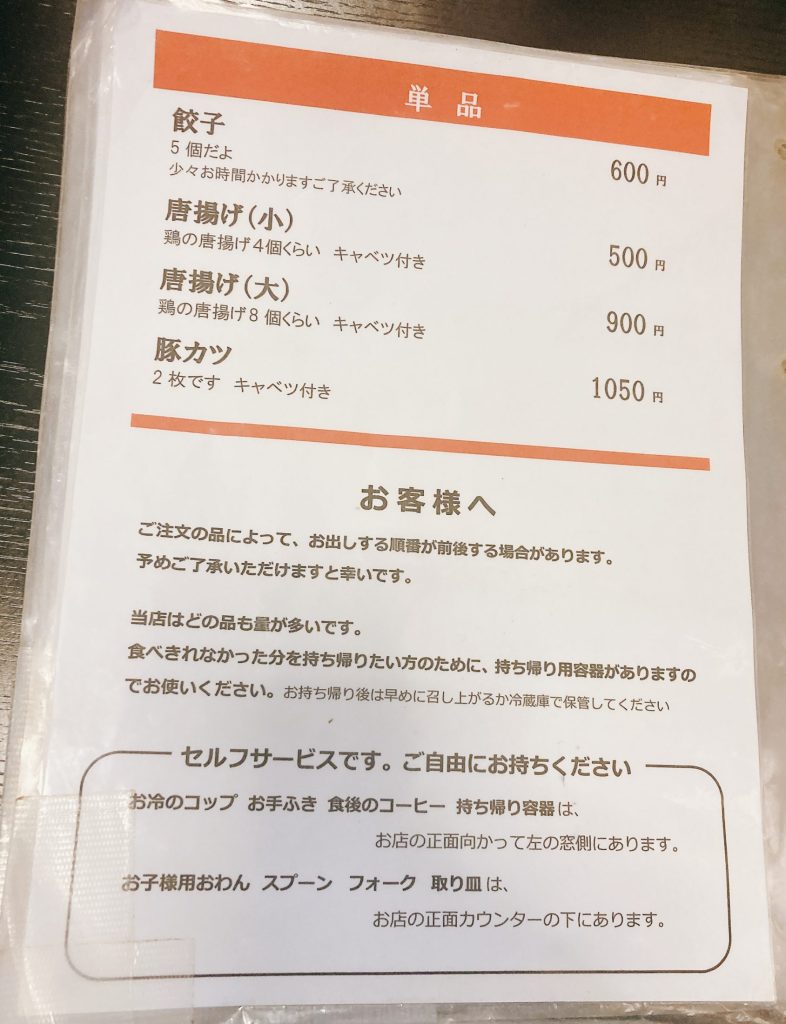 単品
餃子
5個だよ
600円
少々お時間かかりますご了承ください
唐揚げ(小)
鶏の唐揚げ4個くらい キャベツ付き
500円
唐揚げ(大)
鶏の唐揚げ8個くらい キャベツ付き
900円
豚カツ
2枚です キャベツ付き
1050円
お客様へ
ご注文の品によって、お出しする順番が前後する場合があります。
予めご了承いただけますと幸いです。
当店はどの品も量が多いです。
食べきれなかった分を持ち帰りたい方のために、持ち帰り用容器がありますの
でお使いください。お持ち帰り後は早めに召し上がるか冷蔵庫で保管してください
セルフサービスです。ご自由にお持ちください
お冷のコップ お手ふき 食後のコーヒー 持ち帰り容器は、
お店の正面向かって左の窓側にあります。
お子様用おわん スプーン フォーク 取り皿は、
お店の正面カウンターの下にあります。